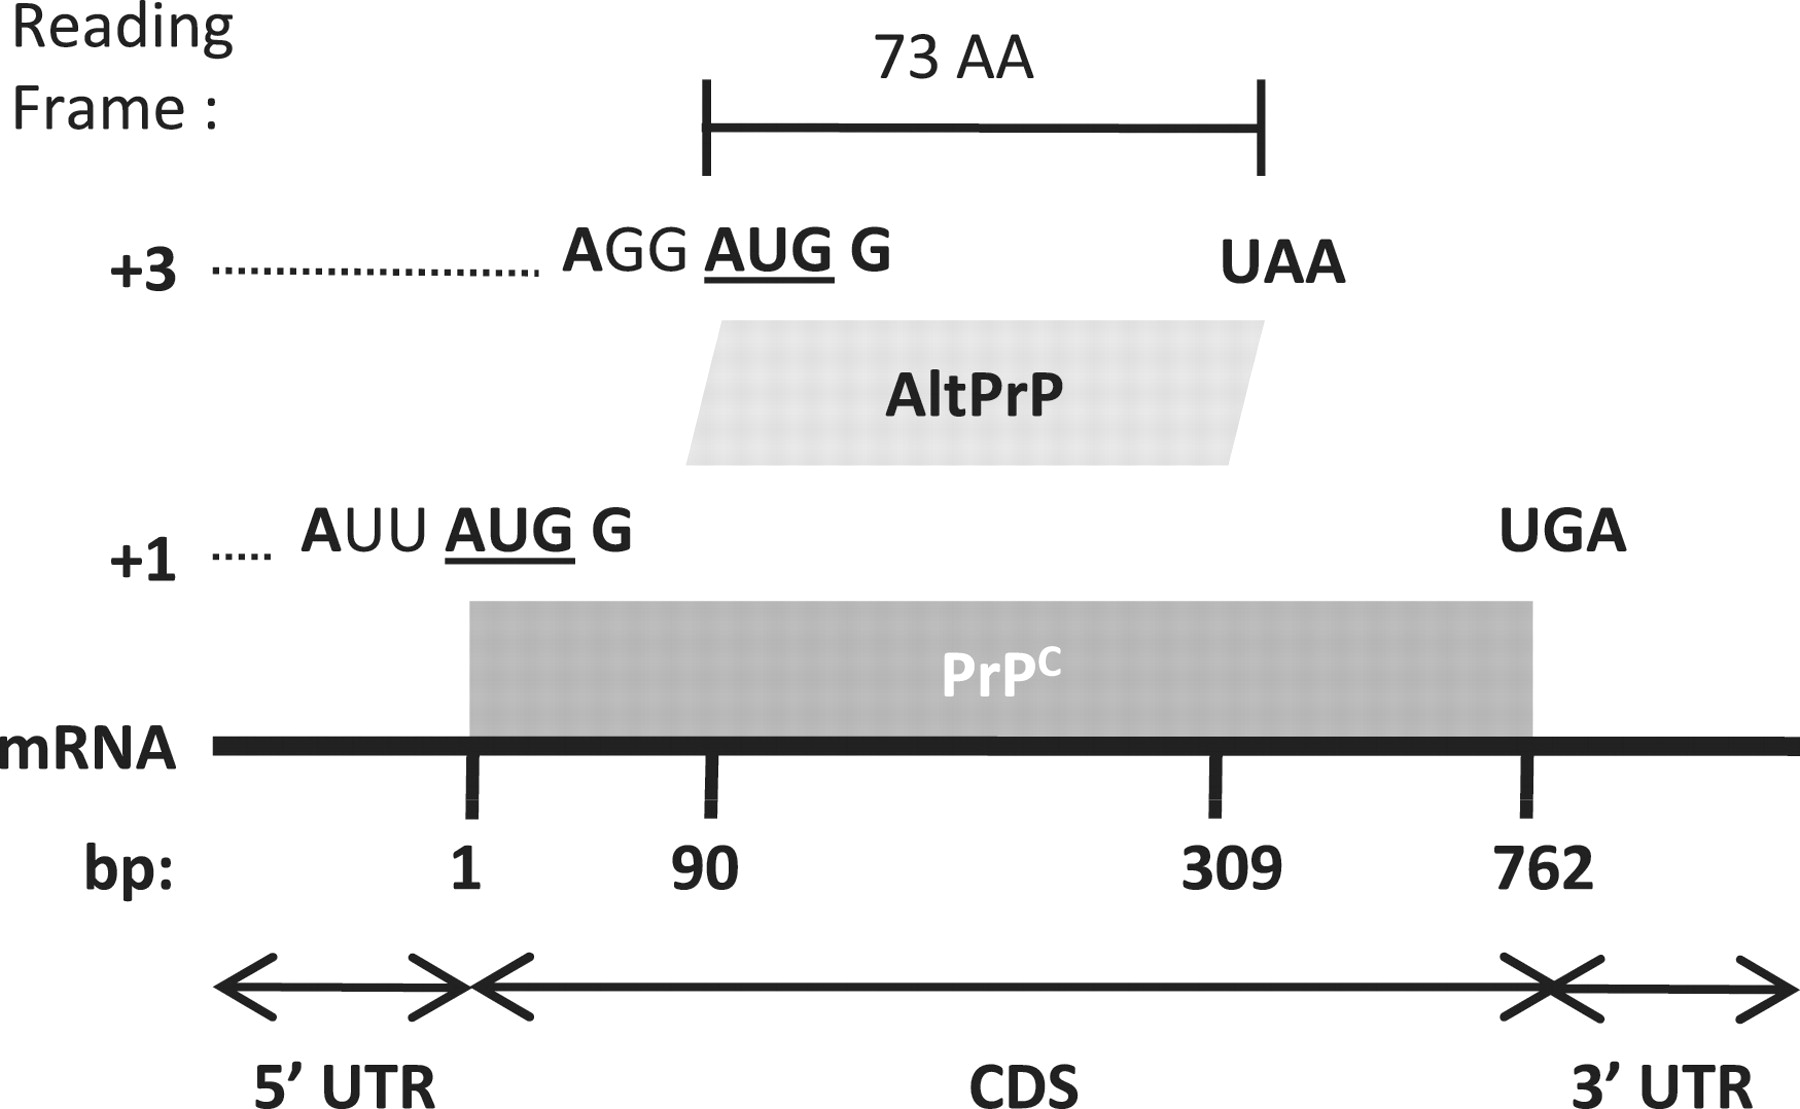 Reading
Frame :
73 AA
+3 AGG AUG G UAA
AltPrP
+1 AUU AUG G UGA
PrPC
mRNA
bp: 1 90 309 762
5’ UTR CDS 3’ UTR